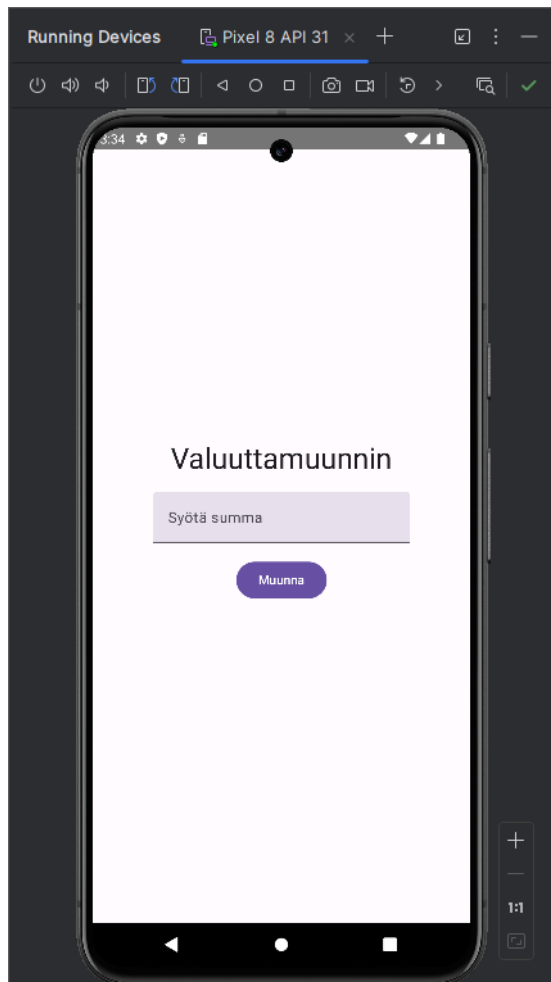 Running Devices Pixel 8 API 31
3:34
Valuuttamuunnin
Syötä summa
Muunna
1:1